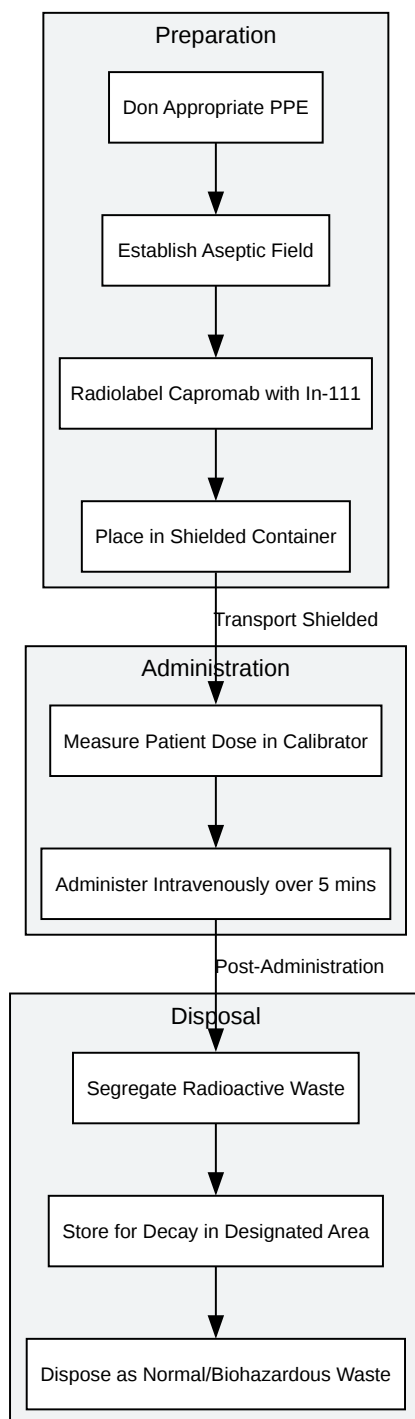 Preparation
Don Appropriate PPE
Establish Aseptic Field
Radiolabel Capromab with In-111
Place in Shielded Container
Transport Shielded
Administration
Measure Patient Dose in Calibrator
Administer Intravenously over 5 mins
Post-Administration
Disposal
Segregate Radioactive Waste
Store for Decay in Designated Area
Dispose as Normal/Biohazardous Waste